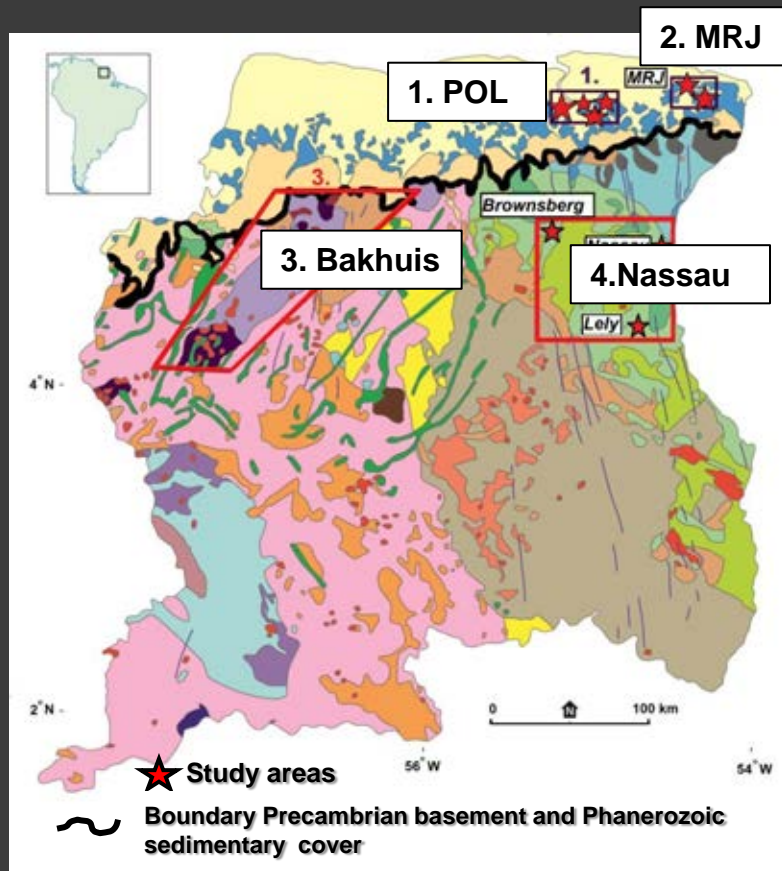 2. MRJ
1. POL
1.
MRJ
3.
Brownsberg
3. Bakhuis
4.Nassau
Lely
4° N
2° N
0
N
100 km
56° W
54° W
Study areas
Boundary Precambrian basement and Phanerozoic
sedimentary cover